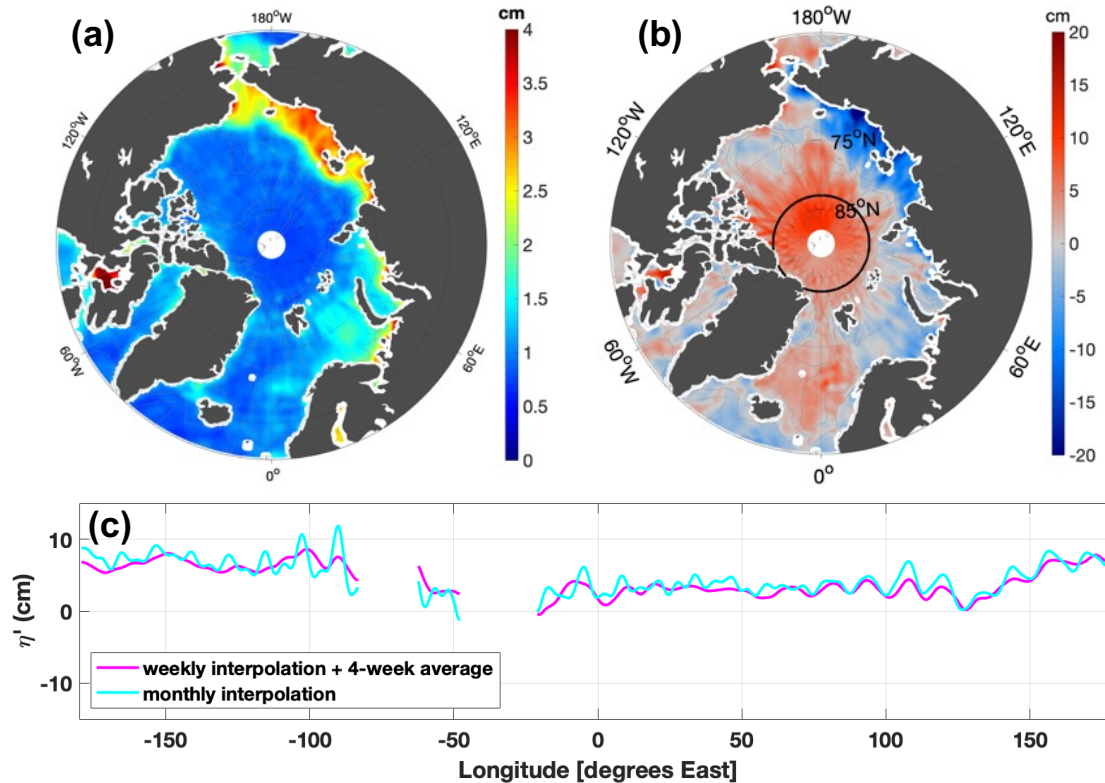 (a)
180°W
120°W
120°E
60°W
60°E
0°
cm
4
3.5
3
2.5
2
1.5
1
0.5
0
(b)
180°W
120°W
120°E
75°N
85°N
60°W
60°E
0°
cm
20
15
10
5
0
-5
-10
-15
-20
(c)
10
0
-10
η' (cm)
weekly interpolation + 4-week average
monthly interpolation
-150
-100
-50
0
50
100
150
Longitude [degrees East]